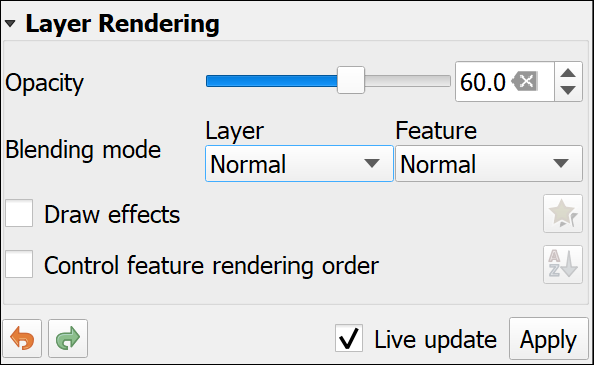 Layer Rendering
Opacity 60.0
Layer Feature
Blending mode Normal Normal
Draw effects
Control feature rendering order A Z
Live update Apply